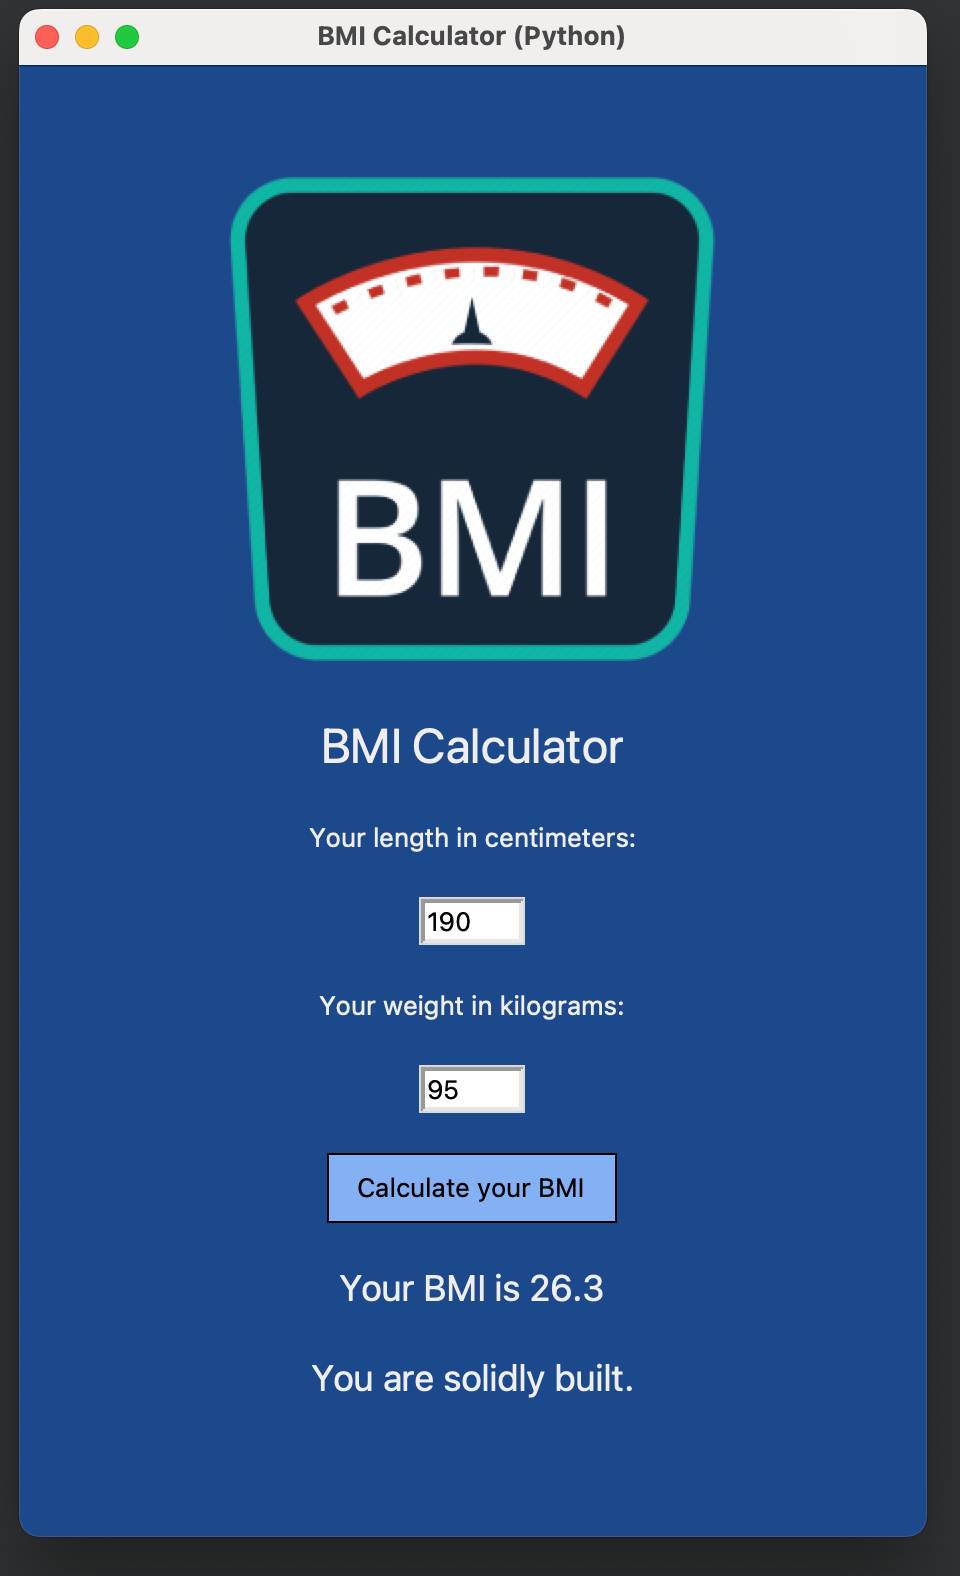 BMI Calculator (Python)
BMI
BMI Calculator
Your length in centimeters:
190
Your weight in kilograms:
95
Calculate your BMI
Your BMI is 26.3
You are solidly built.